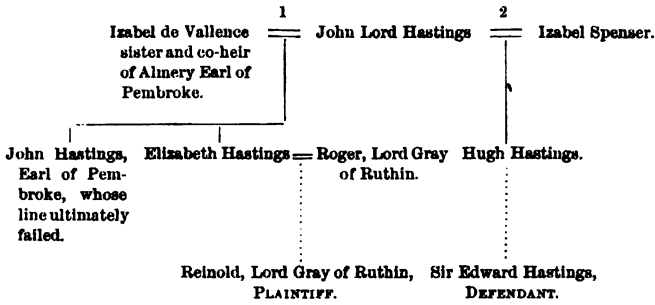 1 2
Izabel de Vallence John Lord Hastings Izabel Spenser.
sister and co-heir
of Almery Earl of
Pembroke.
John Hastings, Elizabeth Hastings Roger, Lord Gray Hugh Hastings.
Earl of Pem- of Ruthin.
broke, whose
line ultimately
failed.
Reinold, Lord Gray of Ruthin, Sir Edward Hastings,
PLAINTIFF. DEFENDANT.